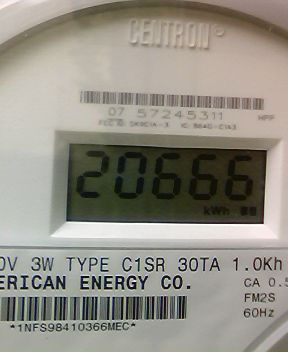 CENTRON
07 57245311 HPP
20666
kWh
0V 3W TYPE C1SR 30TA 1.0Kh
ERICAN ENERGY CO. CA 0.5
FM2S
*1NFS98410366MEC* 60Hz